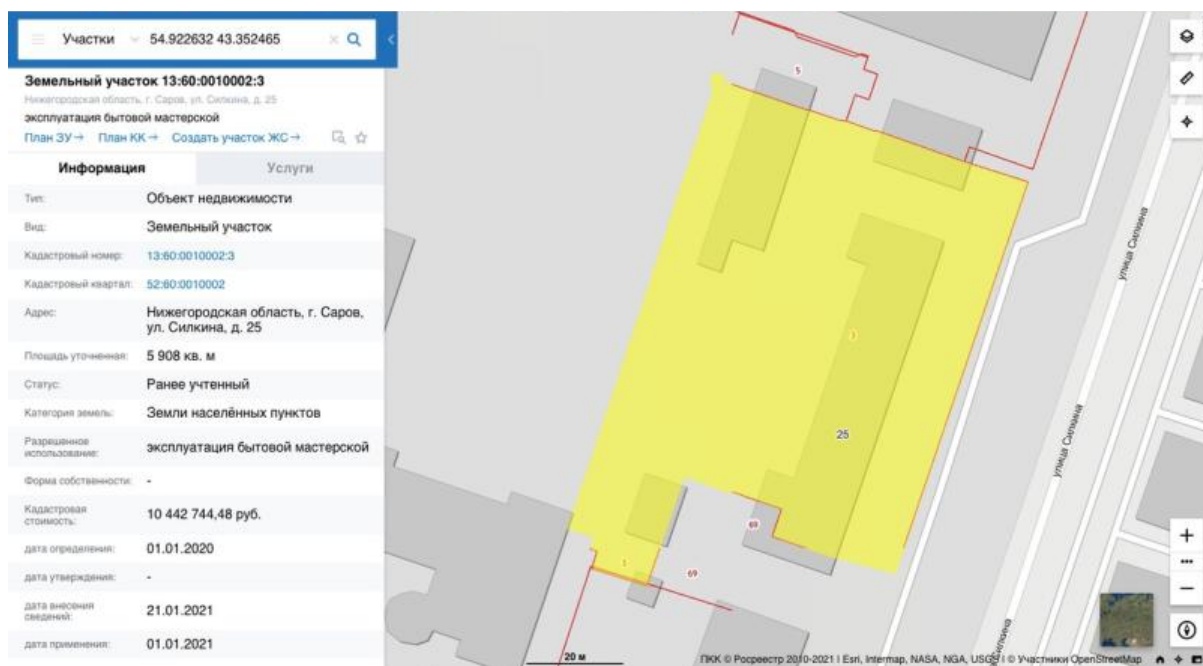 Участки 54.922632 43.352465
Земельный участок 13:60:0010002:3
Нижегородская область, г. Саров, ул. Силкина, д. 25
эксплуатация бытовой мастерской
План ЗУ→ План КК→ Создать участок ЖС→
Информация Услуги
Тип: Объект недвижимости
Вид: Земельный участок
Кадастровый номер: 13:60:0010002:3
Кадастровый квартал: 52:60:0010002
Адрес: Нижегородская область, г. Саров,
ул. Силкина, д. 25
Площадь уточненная: 5 908 кв. м
Статус: Ранее учтенный
Категория земель: Земли населённых пунктов
Разрешенное
использование: эксплуатация бытовой мастерской
Форма собственности: -
Кадастровая
стоимость: 10 442 744,48 руб.
дата определения: 01.01.2020
дата утверждения: -
дата внесения
сведений: 21.01.2021
дата применения: 01.01.2021
5
улица Силкина
3
25
улица Силкина
68
69
20 м
ПКК © Росреестр 2010-2021 | Esri, Intermap, NASA, NGA, USGS | © Участники OpenStreetMap